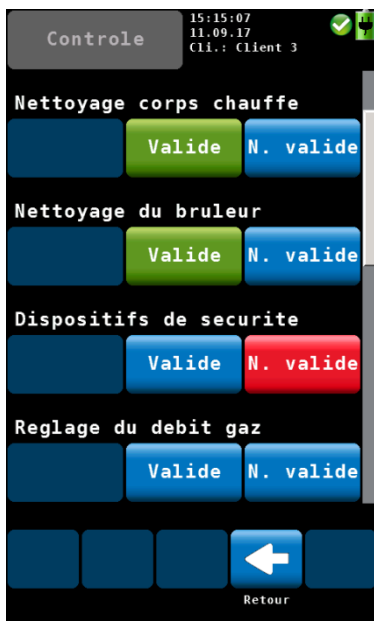 Controle
15:15:07
11.09.17
Cli.: Client 3
Nettoyage corps chauffe
Valide N. valide
Nettoyage du bruleur
Valide N. valide
Dispositifs de securite
Valide N. valide
Reglage du debit gaz
Valide N. valide
Retour